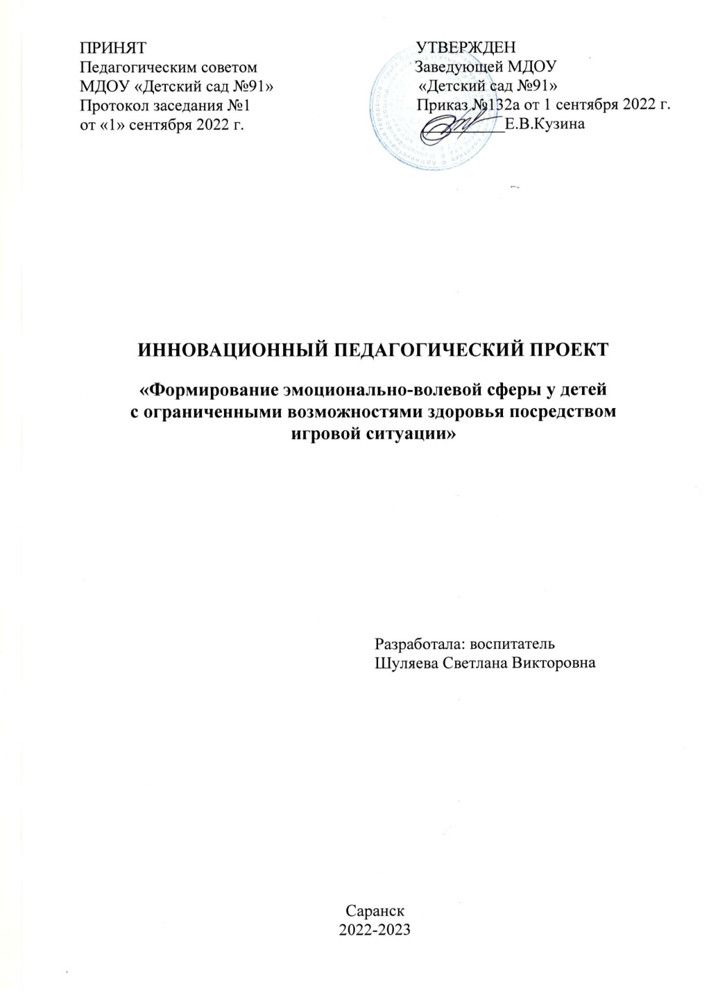 ПРИНЯТ
Педагогическим советом
МДОУ «Детский сад №91»
Протокол заседания №1
от «1» сентября 2022 г.
УТВЕРЖДЕН
Заведующей МДОУ
«Детский сад №91»
Приказ №132а от 1 сентября 2022 г.
__________Е.В.Кузина
ИННОВАЦИОННЫЙ ПЕДАГОГИЧЕСКИЙ ПРОЕКТ
«Формирование эмоционально-волевой сферы у детей
с ограниченными возможностями здоровья посредством
игровой ситуации»
Разработала: воспитатель
Шуляева Светлана Викторовна
Саранск
2022-2023